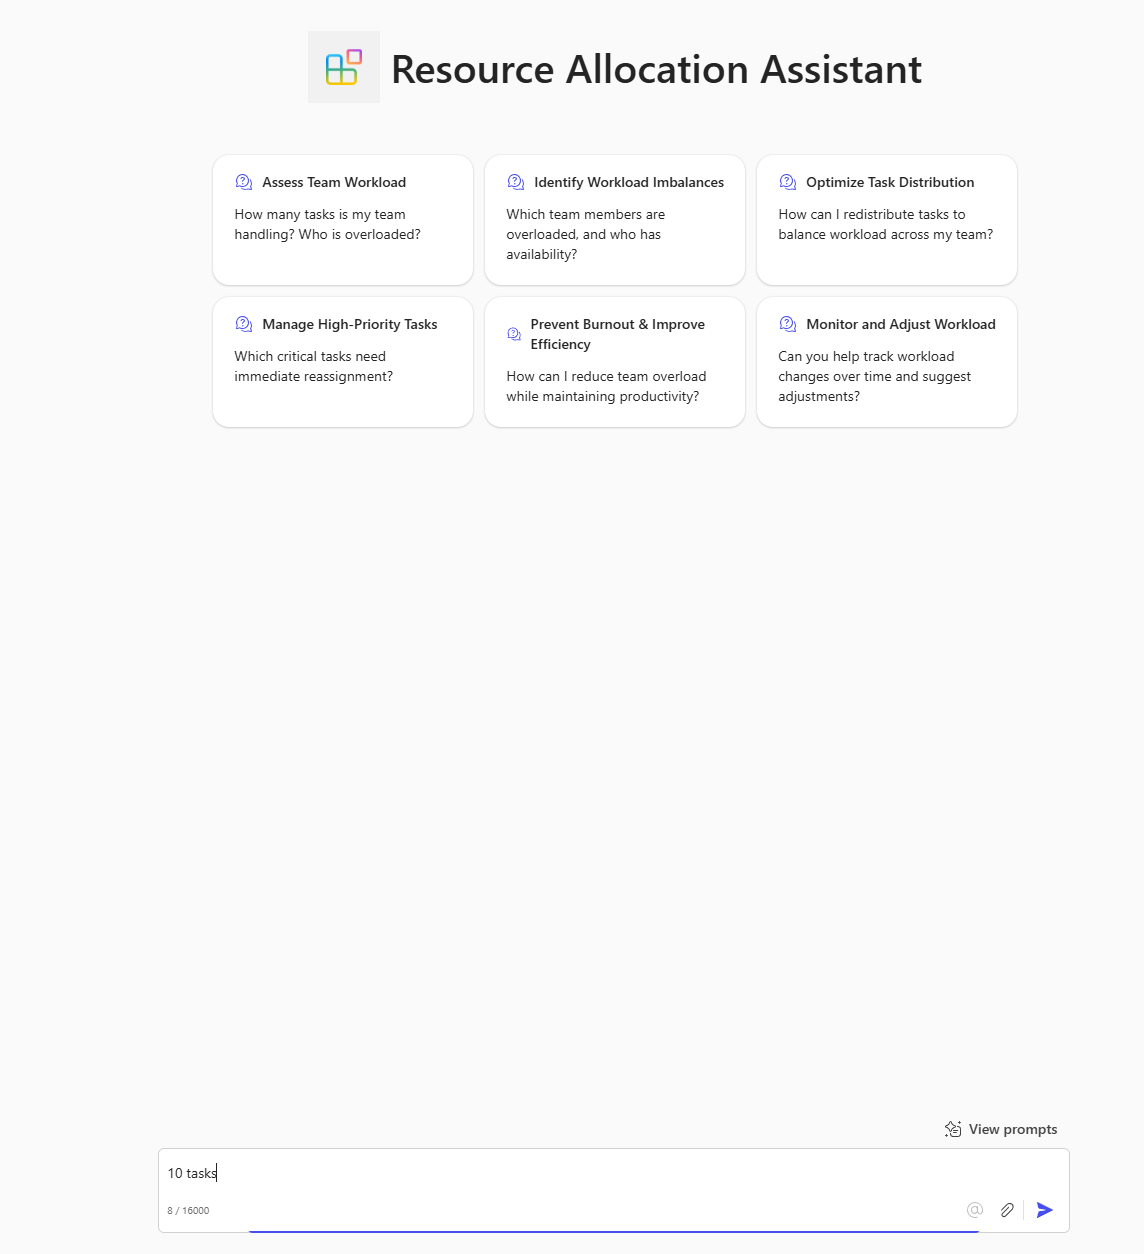 Resource Allocation Assistant
Assess Team Workload
How many tasks is my team
handling? Who is overloaded?
Identify Workload Imbalances
Which team members are
overloaded, and who has
availability?
Optimize Task Distribution
How can I redistribute tasks to
balance workload across my team?
Manage High-Priority Tasks
Which critical tasks need
immediate reassignment?
Prevent Burnout & Improve
Efficiency
How can I reduce team overload
while maintaining productivity?
Monitor and Adjust Workload
Can you help track workload
changes over time and suggest
adjustments?
View prompts
10 tasks
8 / 16000